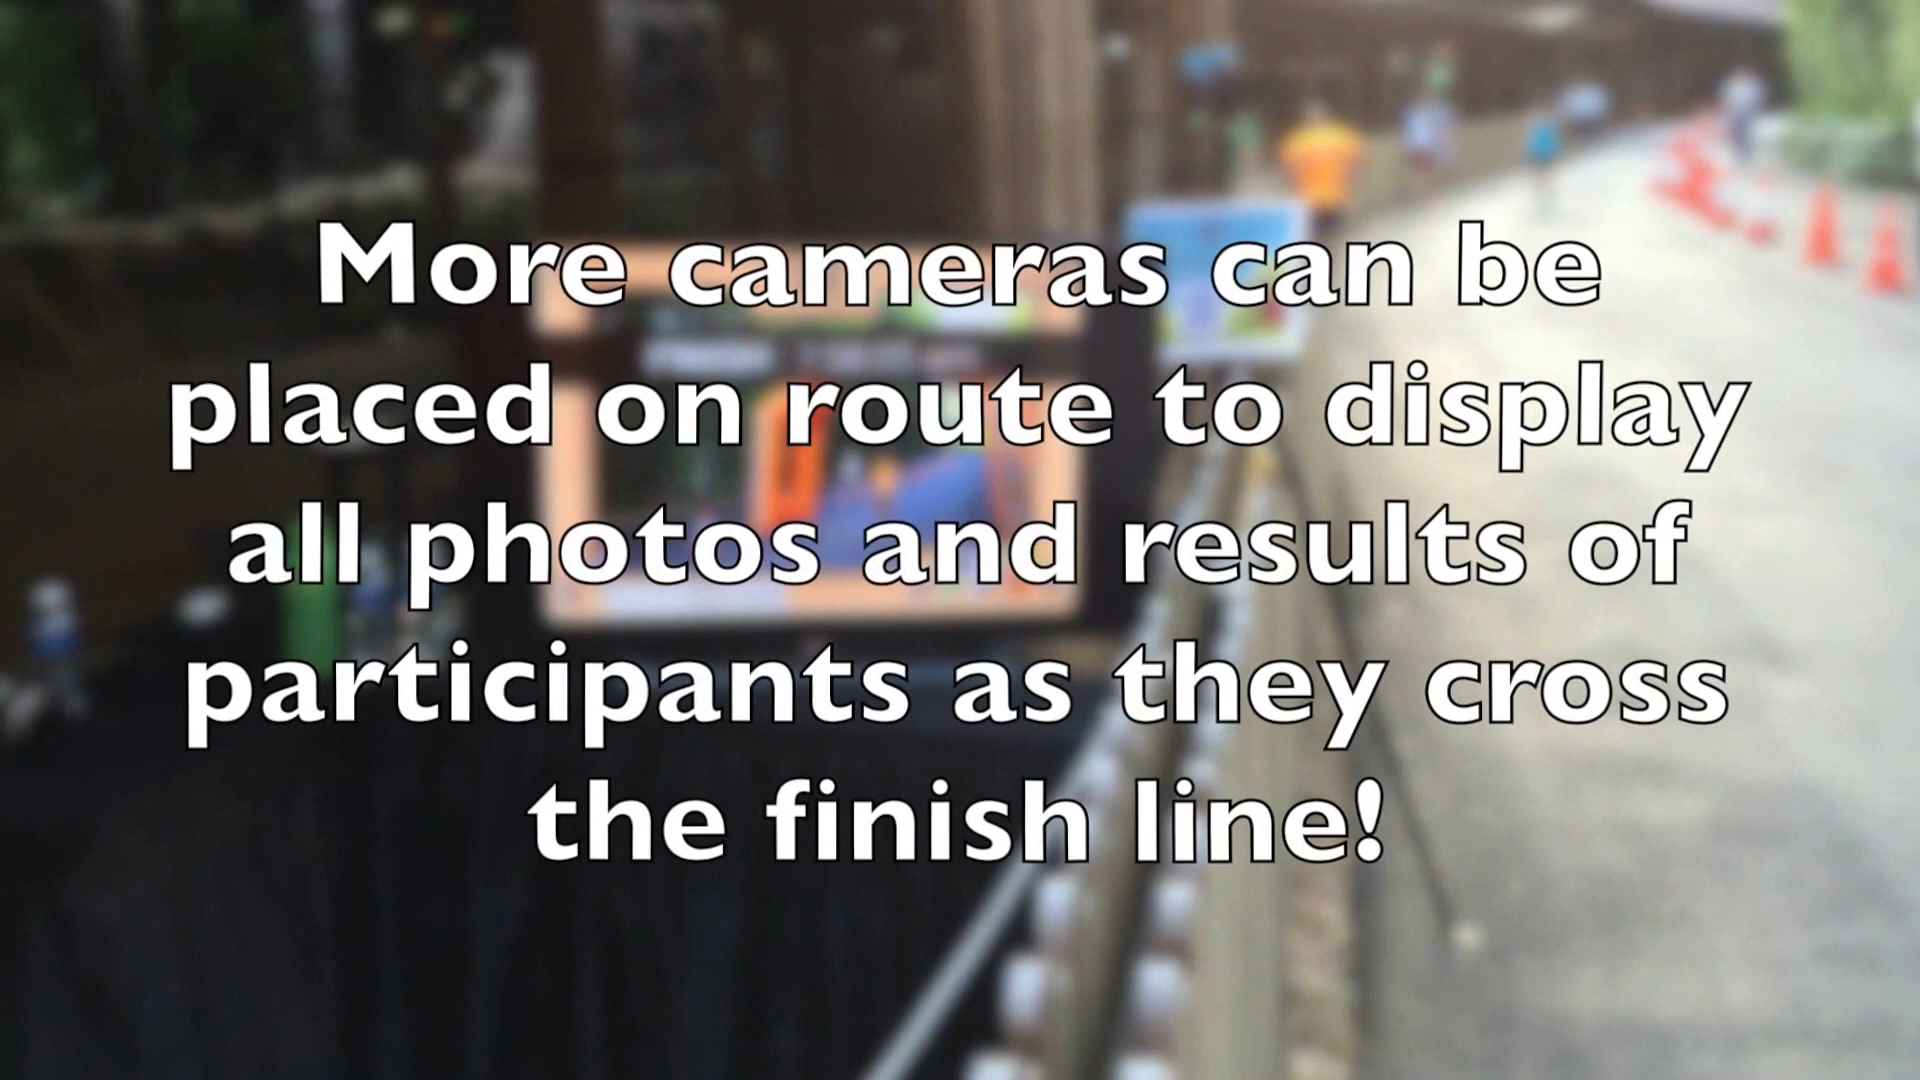 More cameras can be
placed on route to display
all photos and results of
participants as they cross
the finish line!